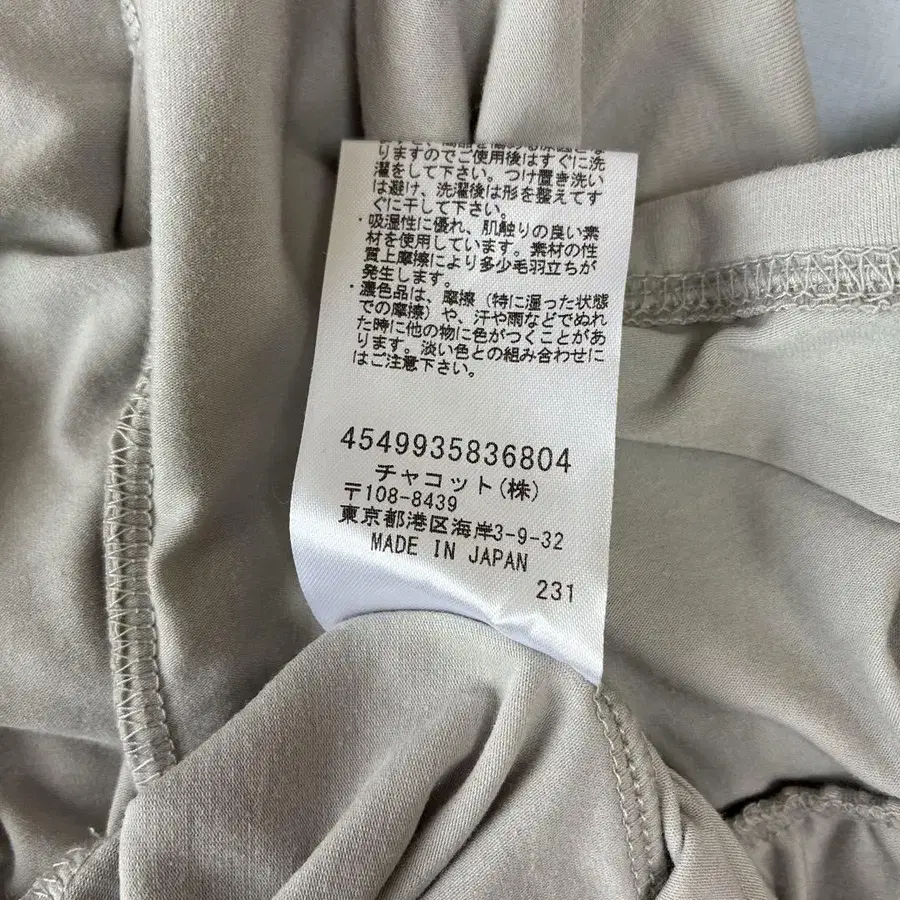 りますのでご使用後はすぐに洗
濯をして下さい。つけ置き洗い
は避け、洗濯後は形を整えてす
ぐに干して下さい。
・吸湿性に優れ、肌触りの良い素
材を使用しています。素材の性
質上摩擦により多少毛羽立ちが
発生します。
・濃色品は、摩擦（特に湿った状態
での摩擦）や、汗や雨などでぬれ
た時に他の物に色がつくことがあ
ります。淡い色との組み合わせに
はご注意下さい。
4549935836804
チャコット(株)
〒108-8439
東京都港区海岸3-9-32
MADE IN JAPAN
231